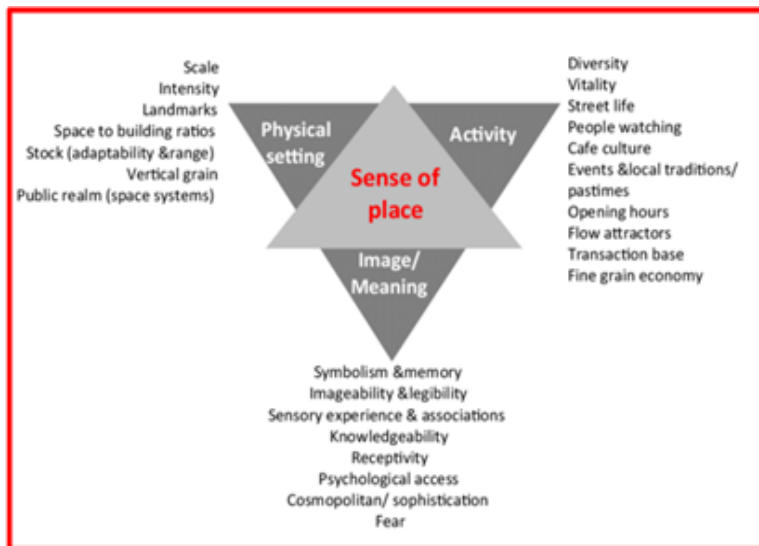 Scale
Intensity
Landmarks
Space to building ratios
Stock (adaptability &range)
Vertical grain
Public realm (space systems)
Physical
setting
Activity
Sense of
place
Image/
Meaning
Diversity
Vitality
Street life
People watching
Cafe culture
Events &local traditions/
pastimes
Opening hours
Flow attractors
Transaction base
Fine grain economy
Symbolism &memory
Imageability &legibility
Sensory experience & associations
Knowledgeability
Receptivity
Psychological access
Cosmopolitan/ sophistication
Fear